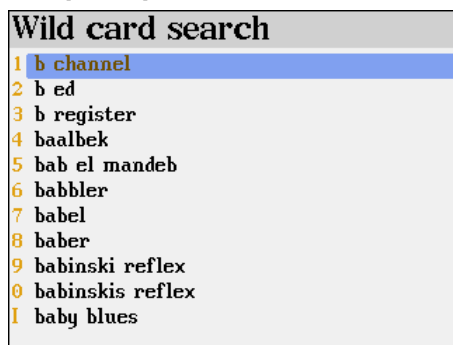 Wild card search
1 b channel
2 b ed
3 b register
4 baalbek
5 bab el mandeb
6 babbler
7 babel
8 baber
9 babinski reflex
0 babinskis reflex
I baby blues